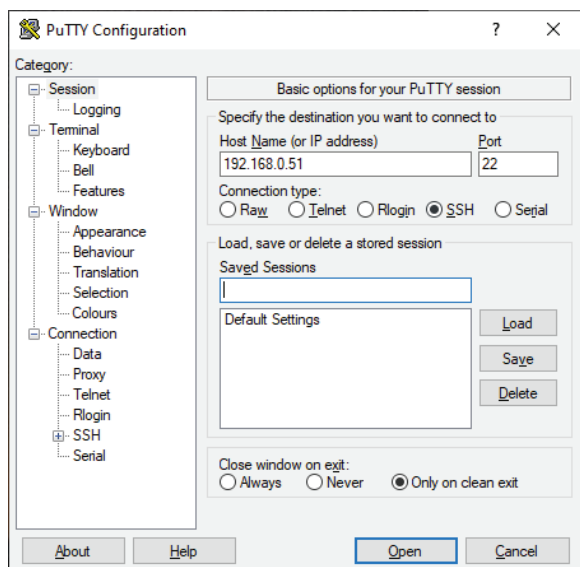 PuTTY Configuration
?
Category:
Session
Logging
Terminal
Keyboard
Bell
Features
Window
Appearance
Behaviour
Translation
Selection
Colours
Connection
Data
Proxy
Telnet
Rlogin
SSH
Serial
Basic options for your PuTTY session
Specify the destination you want to connect to
Host Name (or IP address) Port
192.168.0.51 22
Connection type:
Raw Telnet Rlogin SSH Serial
Load, save or delete a stored session
Saved Sessions
Default Settings
Load
Save
Delete
Close window on exit:
Always Never Only on clean exit
About Help Open Cancel